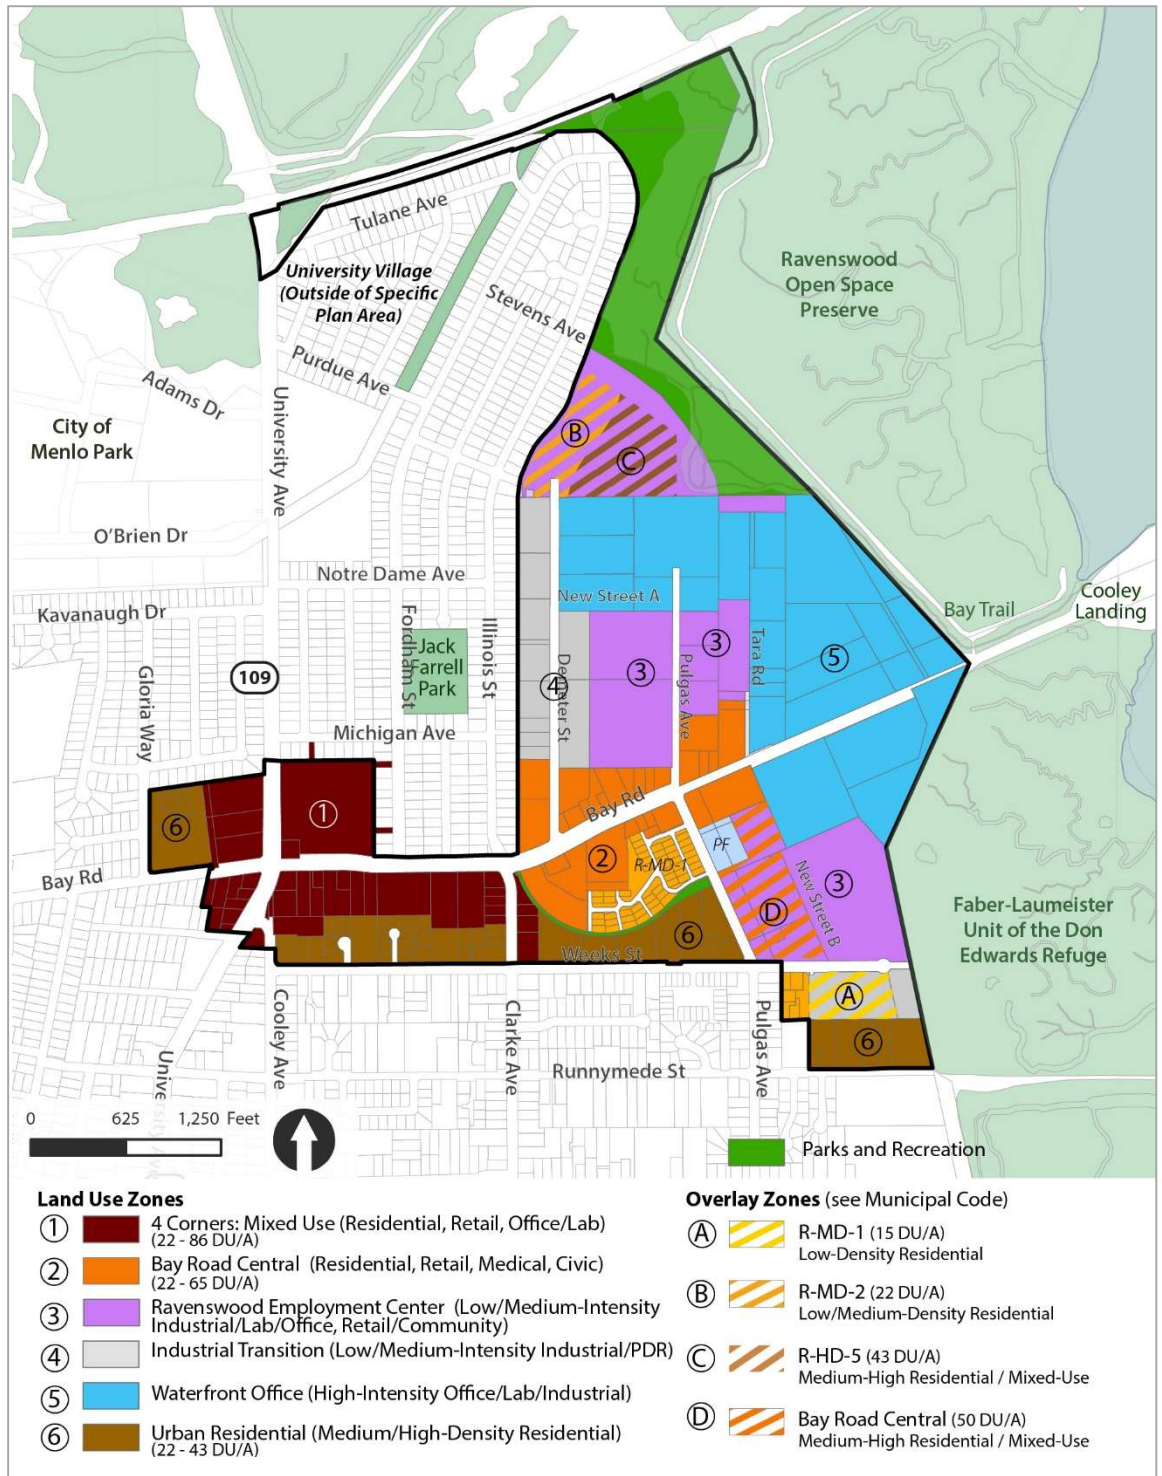 Tulane Ave
University Village
(Outside of Specific
Plan Area)
Stevens Ave
Purdue Ave
Ravenswood
Open Space
Preserve
Adams Dr
City of
Menlo Park
University Ave
B
C
O'Brien Dr
Notre Dame Ave
New Street A
Kavanaugh Dr
Bay Trail
Cooley
Landing
Fordham St
Illinois St
Jack
Farrell
Park
Gloria Way
109
4
Demeter St
3
Pulgas Ave
3
Tara Rd
5
Michigan Ave
1
6
Bay Rd
Bay Rd
2
R-MD-1
PF
New Street B
3
D
6
Weeks St
Faber-Laumeister
Unit of the Don
Edwards Refuge
A
6
Cooley Ave
Clarke Ave
Pulgas Ave
University Ave
Runnymede St
0 625 1,250 Feet
Parks and Recreation
Land Use Zones
1 4 Corners: Mixed Use (Residential, Retail, Office/Lab)
(22 - 86 DU/A)
2 Bay Road Central (Residential, Retail, Medical, Civic)
(22 - 65 DU/A)
3 Ravenswood Employment Center (Low/Medium-Intensity
Industrial/Lab/Office, Retail/Community)
4 Industrial Transition (Low/Medium-Intensity Industrial/PDR)
5 Waterfront Office (High-Intensity Office/Lab/Industrial)
6 Urban Residential (Medium/High-Density Residential)
(22 - 43 DU/A)
Overlay Zones (see Municipal Code)
A R-MD-1 (15 DU/A)
Low-Density Residential
B R-MD-2 (22 DU/A)
Low/Medium-Density Residential
C R-HD-5 (43 DU/A)
Medium-High Residential / Mixed-Use
D Bay Road Central (50 DU/A)
Medium-High Residential / Mixed-Use